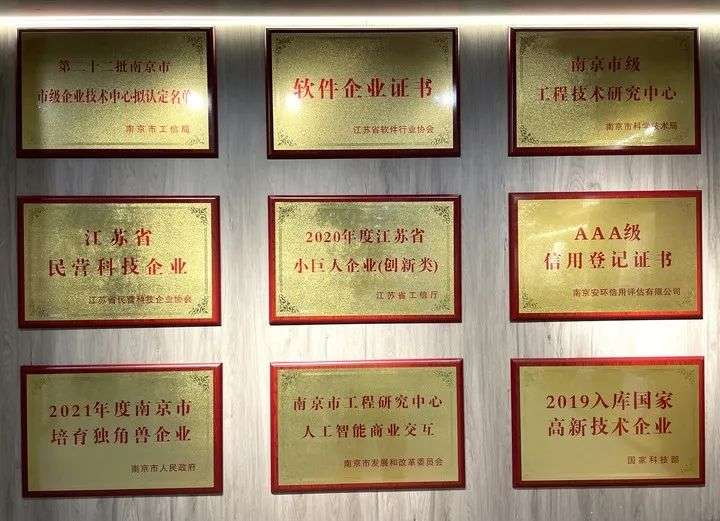 第二十二批南京市
市级企业技术中心拟认定名单
南京市工信局
软件企业证书
江苏省软件行业协会
南京市级
工程技术研究中心
南京市科学技术局
江苏省
民营科技企业
江苏省民营科技企业协会
2020年度江苏省
小巨人企业(创新类)
江苏省工信厅
AAA级
信用登记证书
南京安环信用评估有限公司
2021年度南京市
培育独角兽企业
南京市人民政府
南京市工程研究中心
人工智能商业交互
南京市发展和改革委员会
2019入库国家
高新技术企业
国家科技部